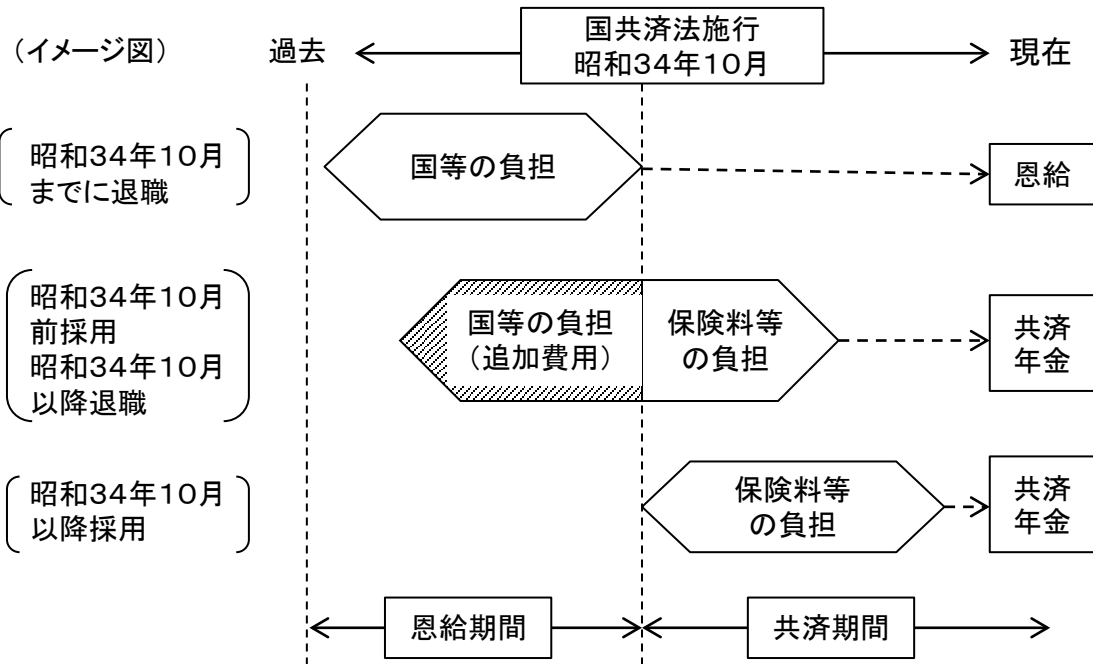 （イメージ図）
過去
国共済法施行
昭和34年10月
現在
昭和34年10月
までに退職
国等の負担
恩給
昭和34年10月
前採用
昭和34年10月
以降退職
国等の負担
（追加費用）
保険料等
の負担
共済
年金
昭和34年10月
以降採用
保険料等
の負担
共済
年金
恩給期間
共済期間